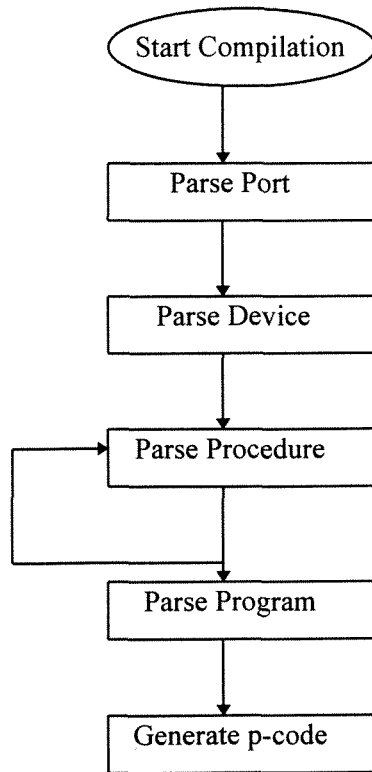 Start Compilation
Parse Port
Parse Device
Parse Procedure
Parse Program
Generate p-code